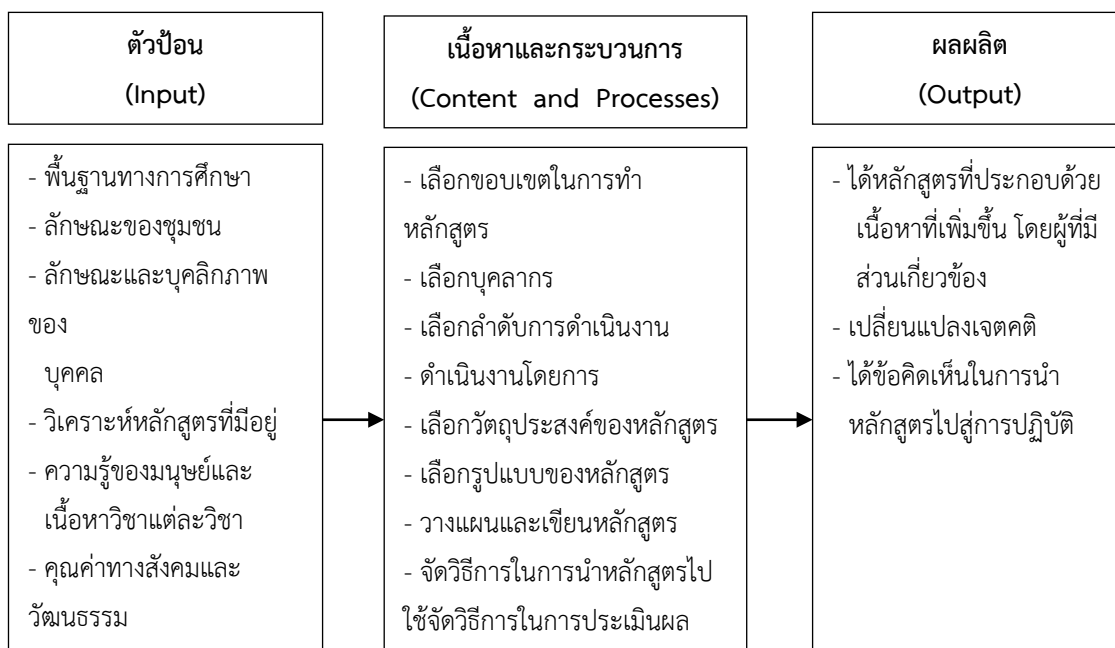 ตัวป้อน
(Input)
- พื้นฐานทางการศึกษา
- ลักษณะของชุมชน
- ลักษณะและบุคลิกภาพ
ของ
บุคคล
- วิเคราะห์หลักสูตรที่มีอยู่
- ความรู้ของมนุษย์และ
เนื้อหาวิชาแต่ละวิชา
- คุณค่าทางสังคมและ
วัฒนธรรม
เนื้อหาและกระบวนการ
(Content and Processes)
- เลือกขอบเขตในการทำ
หลักสูตร
- เลือกบุคลากร
- เลือกลำดับการดำเนินงาน
- ดำเนินงานโดยการ
- เลือกวัตถุประสงค์ของหลักสูตร
- เลือกรูปแบบของหลักสูตร
- วางแผนและเขียนหลักสูตร
- จัดวิธีการในการนำหลักสูตรไป
ใช้จัดวิธีการในการประเมินผล
ผลผลิต
(Output)
- ได้หลักสูตรที่ประกอบด้วย
เนื้อหาที่เพิ่มขึ้น โดยผู้ที่มี
ส่วนเกี่ยวข้อง
- เปลี่ยนแปลงเจตคติ
- ได้ข้อคิดเห็นในการนำ
หลักสูตรไปสู่การปฏิบัติ